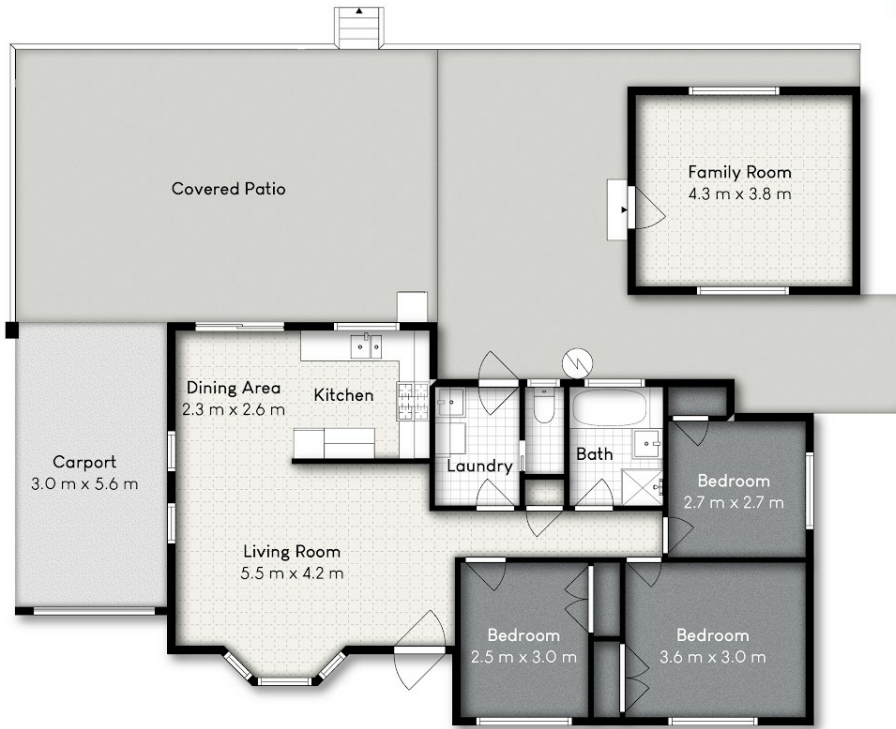 Covered Patio
Family Room
4.3 m x 3.8 m
Dining Area
2.3 m x 2.6 m
Kitchen
Carport
3.0 m x 5.6 m
Laundry
Bath
Bedroom
2.7 m x 2.7 m
Living Room
5.5 m x 4.2 m
Bedroom
2.5 m x 3.0 m
Bedroom
3.6 m x 3.0 m